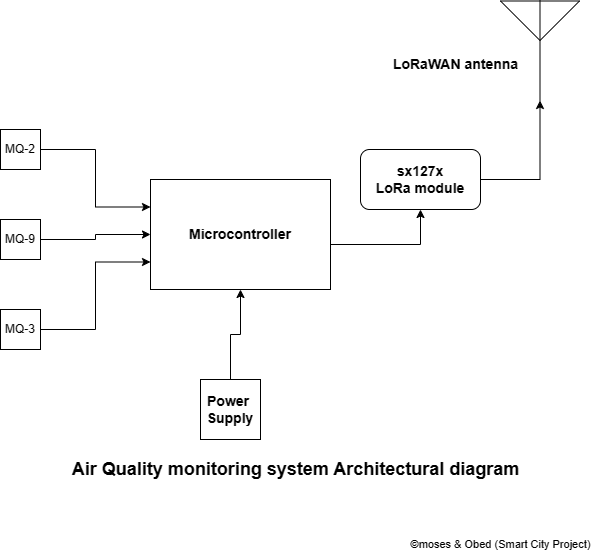 LoRaWAN antenna
MQ-2
sx127x
LoRa module
MQ-9
Microcontroller
MQ-3
Power
Supply
Air Quality monitoring system Architectural diagram
©moses & Obed (Smart City Project)